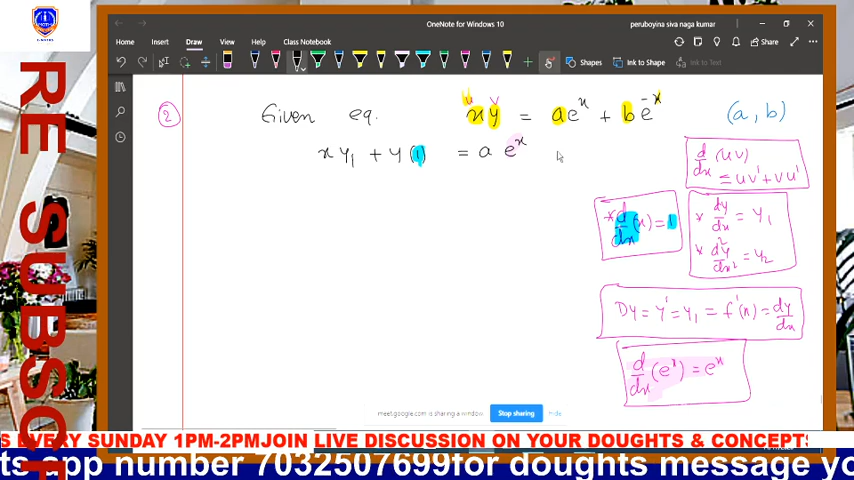 OneNote for Windows 10
peruboyina siva naga kumar
Home Insert Draw View Help Class Notebook
Share
Shapes Ink to Shape Ink to Text
RE SUBSCR
2 Given eq. xy = ae^x + be^-x (a, b)
u v
xy₁ + y(1) = a e^x
d/dx (uv)
= uv' + vu'
* d/dx (x) = 1
* dy/dx = y₁
* d²y/dx² = y₂
Dy = y' = y₁ = f'(x) = dy/dx
d/dx (e^x) = e^x
meet.google.com is sharing a window Stop sharing Hide
S EVERY SUNDAY 1PM-2PMJOIN LIVE DISCUSSION ON YOUR DOUGHTS & CONCEPTS
ts app number 7032507699for doughts message yo